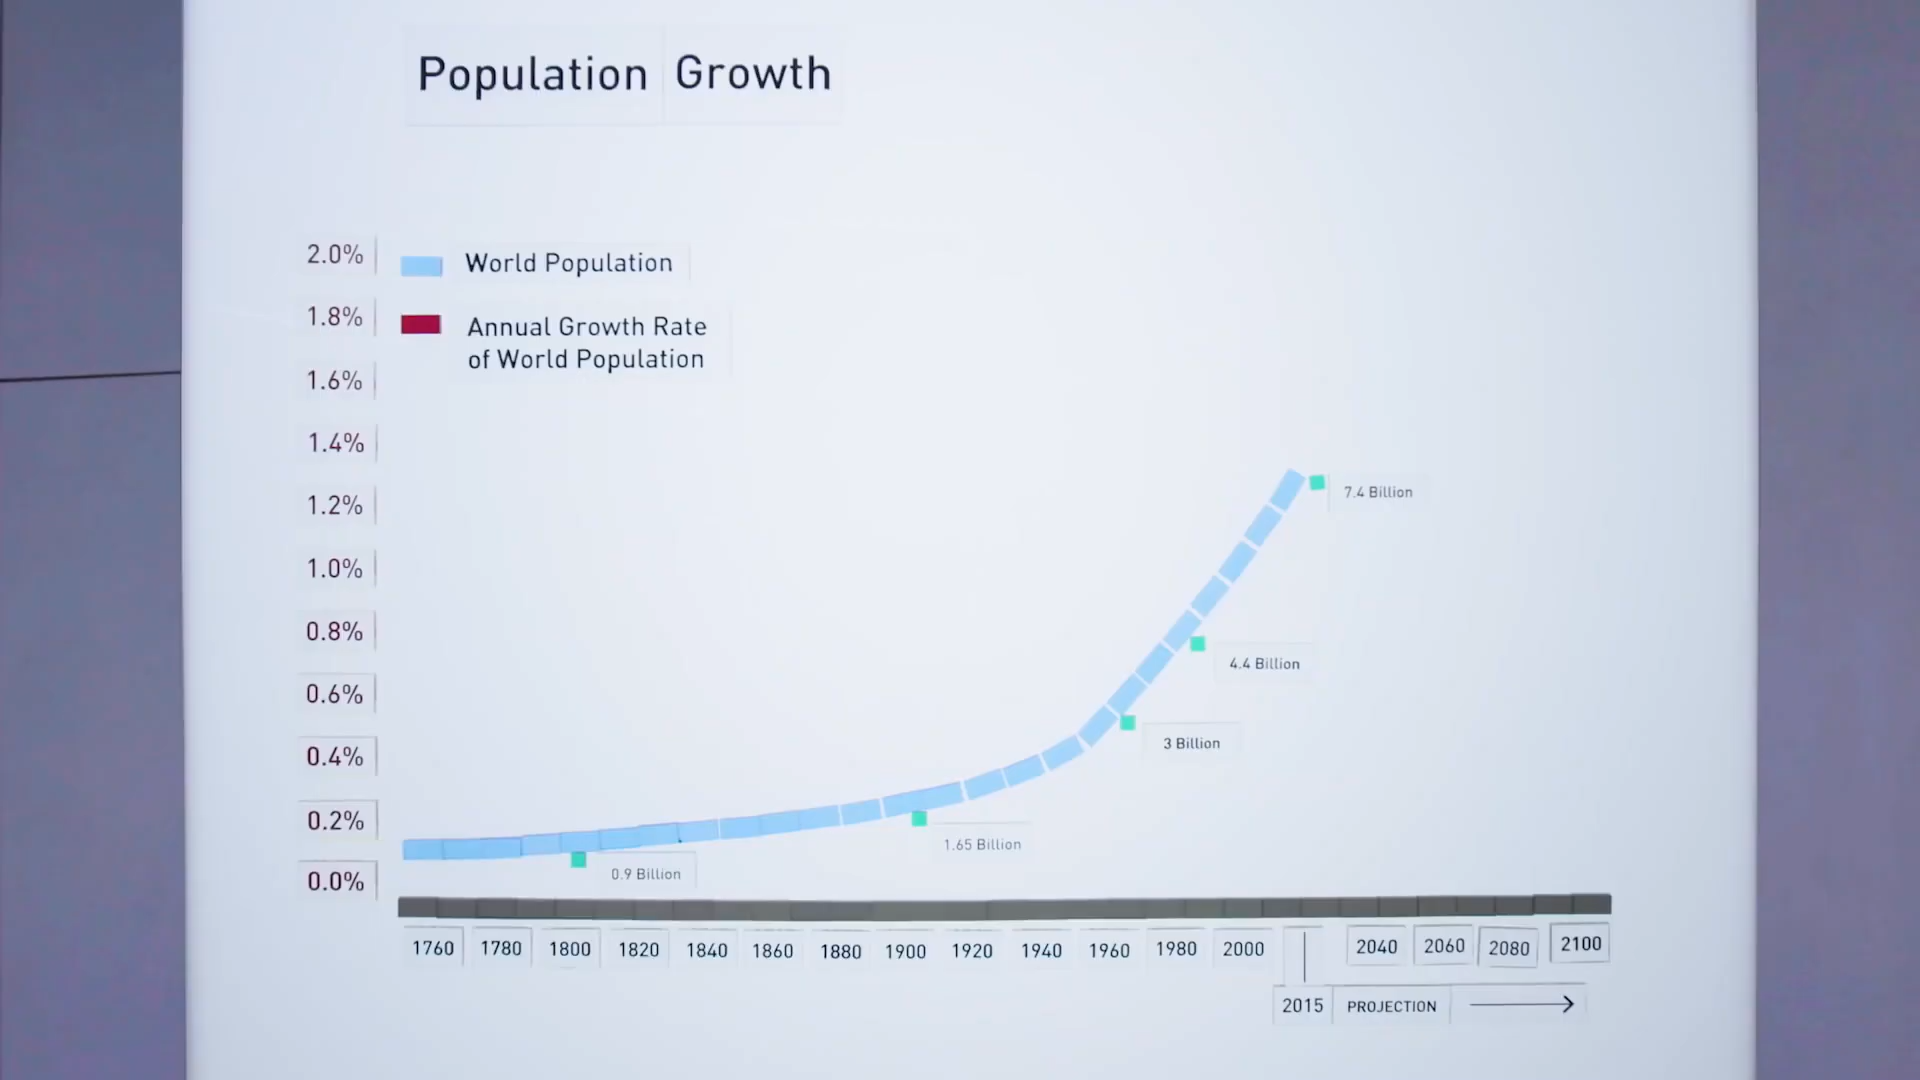 Population Growth
2.0%
1.8%
1.6%
1.4%
1.2%
1.0%
0.8%
0.6%
0.4%
0.2%
0.0%
World Population
Annual Growth Rate
of World Population
7.4 Billion
4.4 Billion
3 Billion
1.65 Billion
0.9 Billion
1760 1780 1800 1820 1840 1860 1880 1900 1920 1940 1960 1980 2000 2040 2060 2080 2100
2015 PROJECTION